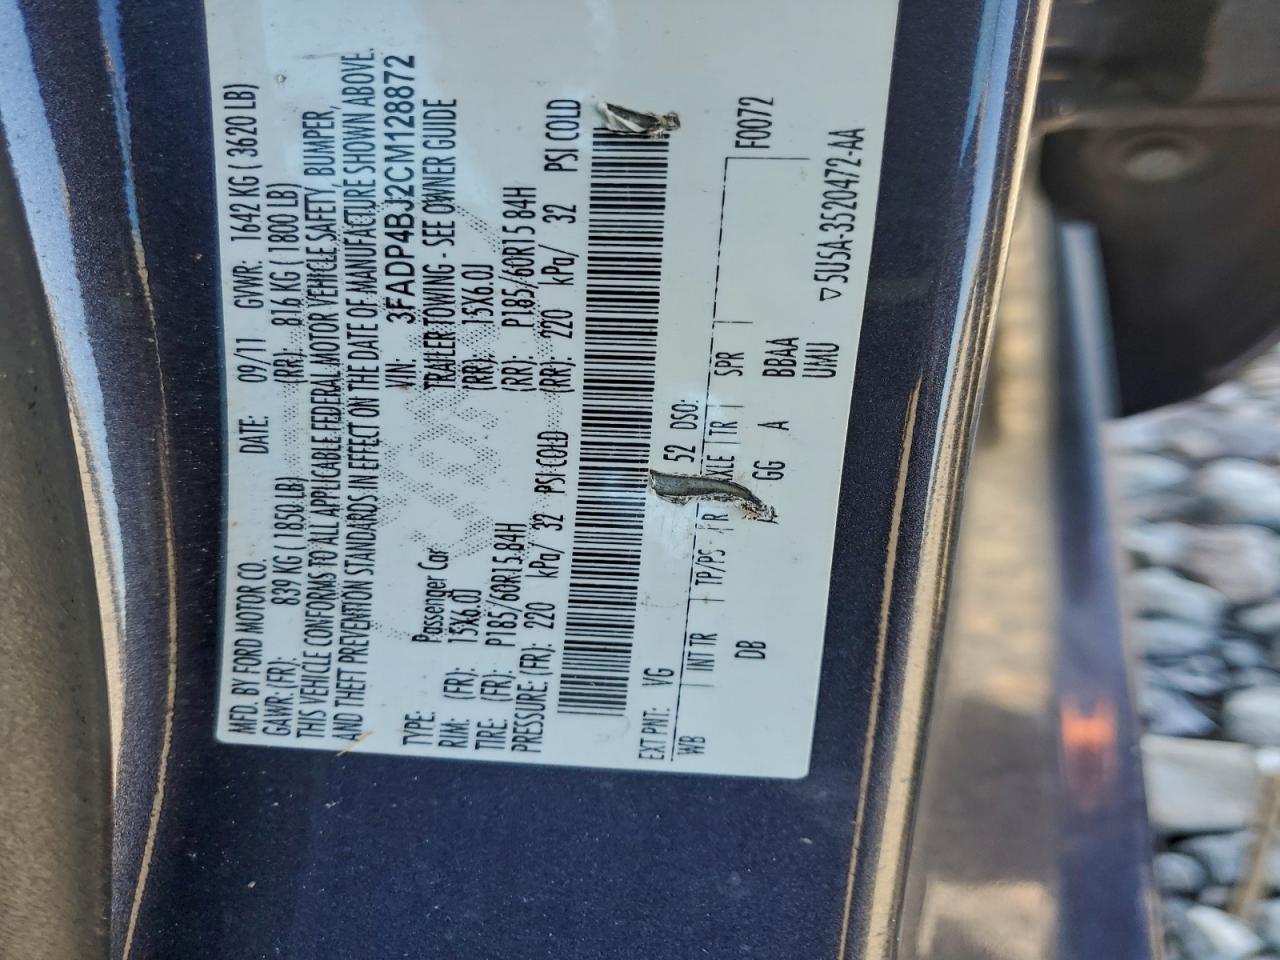 MFD. BY FORD MOTOR CO.
DATE: 09/11 GVWR: 1642 KG ( 3620 LB)
GAWR: (FR): 839 KG ( 1850 LB) (RR): 816 KG ( 1800 LB)
THIS VEHICLE CONFORMS TO ALL APPLICABLE FEDERAL MOTOR VEHICLE SAFETY, BUMPER,
AND THEFT PREVENTION STANDARDS IN EFFECT ON THE DATE OF MANUFACTURE SHOWN ABOVE.
VIN: 3FADP4BJ2CM128872
TYPE: Passenger Car TRAILER TOWING - SEE OWNER GUIDE
RIM: (FR): 15X6.0J (RR): 15X6.0J
TIRE: (FR): P185/60R15 84H (RR): P185/60R15 84H
PRESSURE: (FR): 220 kPa/ 32 PSI COLD (RR): 220 kPa/ 32 PSI COLD
EXT PNT: VG 52 DSO: F0072
WB INT TR TP/PS R XLE TR SPR
DB A GG A BBAA
UMU
▽5U5A-3520472-AA